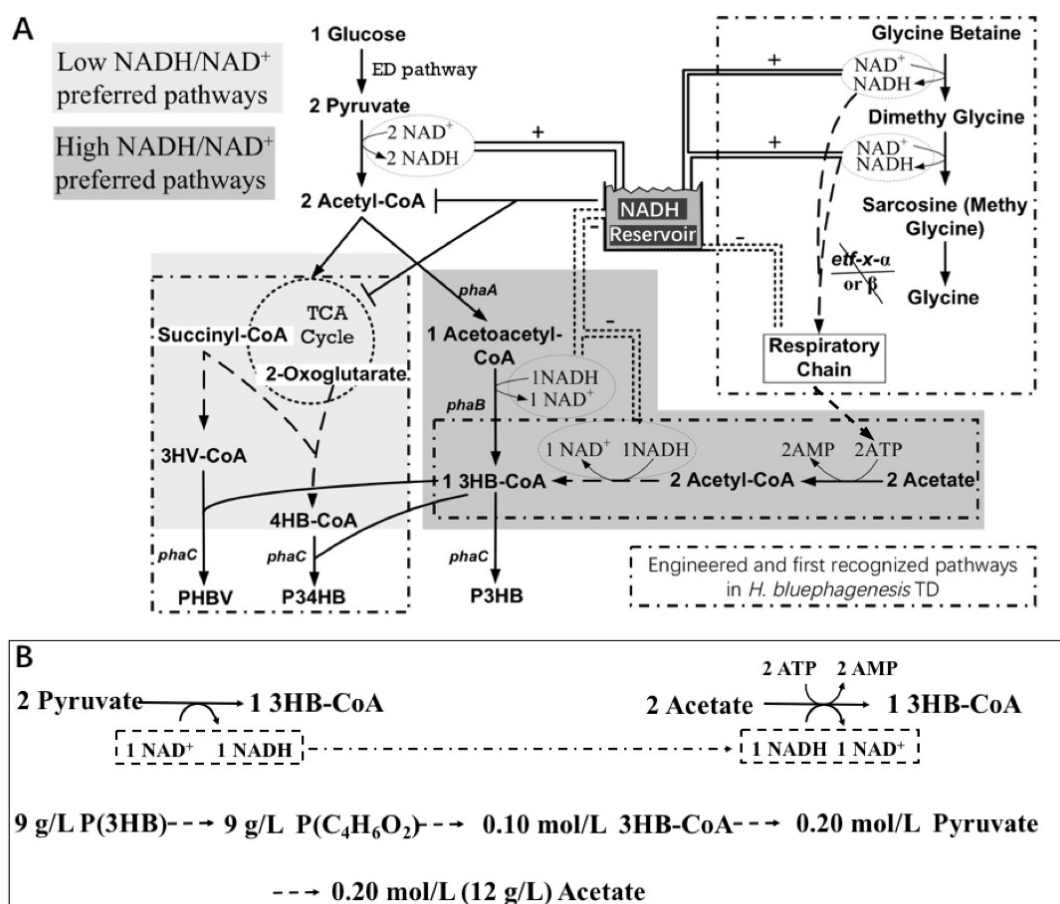 A
Low NADH/NAD⁺
preferred pathways
High NADH/NAD⁺
preferred pathways
1 Glucose
ED pathway
2 Pyruvate
2 NAD⁺
2 NADH
+
2 Acetyl-CoA
NADH
Reservoir
–
–
–
+
+
Glycine Betaine
NAD⁺
NADH
Dimethy Glycine
NAD⁺
NADH
Sarcosine (Methy
Glycine)
etf-x-α
or β
Glycine
Respiratory
Chain
TCA
Cycle
Succinyl-CoA
2-Oxoglutarate
phaA
1 Acetoacetyl-
CoA
1NADH
1 NAD⁺
phaB
3HV-CoA
4HB-CoA
1 3HB-CoA
1 NAD⁺ 1NADH
2 Acetyl-CoA
2AMP 2ATP
2 Acetate
phaC
phaC
phaC
PHBV
P34HB
P3HB
Engineered and first recognized pathways
in H. bluephagenesis TD
B
2 Pyruvate 1 3HB-CoA
1 NAD⁺ 1 NADH
2 ATP 2 AMP
2 Acetate 1 3HB-CoA
1 NADH 1 NAD⁺
9 g/L P(3HB) 9 g/L P(C₄H₆O₂) 0.10 mol/L 3HB-CoA 0.20 mol/L Pyruvate
0.20 mol/L (12 g/L) Acetate